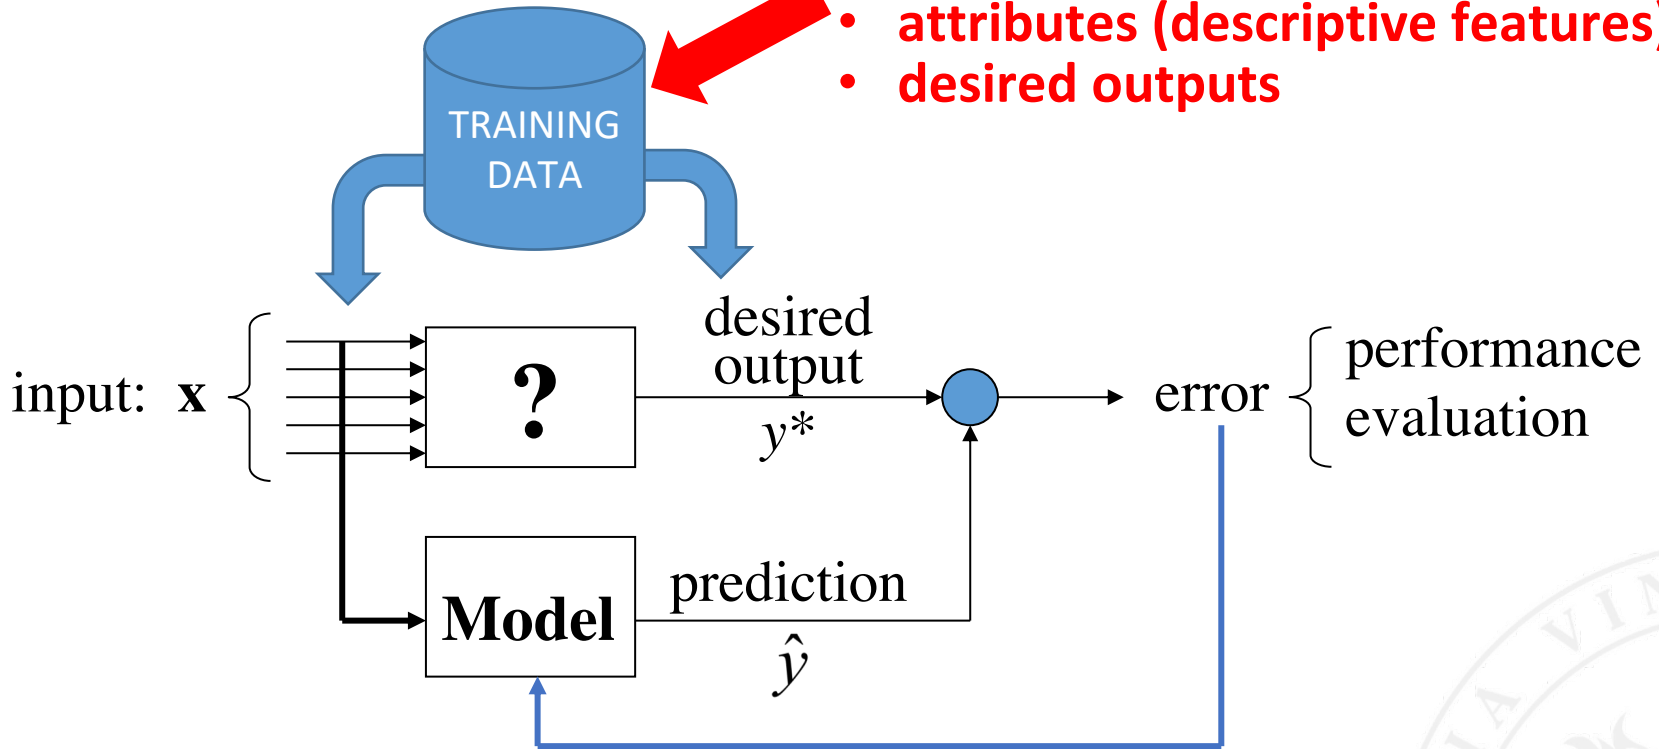 • attributes (descriptive features)
• desired outputs
TRAINING
DATA
desired
output
y*
input: x
?
error
performance
evaluation
Model
prediction
ŷ